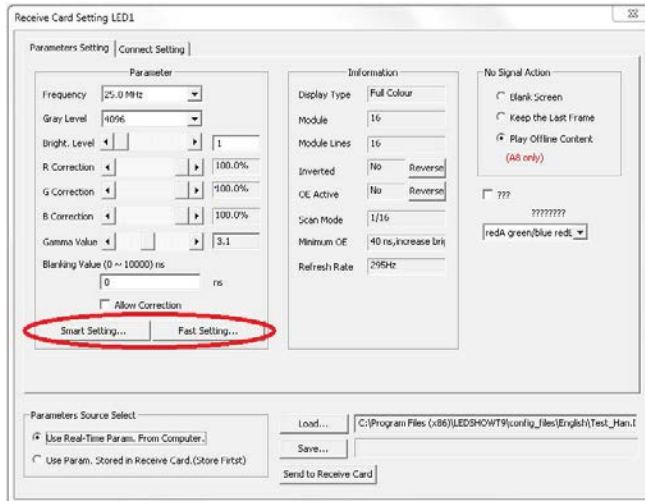 Receive Card Setting LED1
Parameters Setting
Connect Setting
Parameter
Frequency 25.0 MHz
Gray Level 4096
Bright. Level 1
R Correction 100.0%
G Correction 100.0%
B Correction 100.0%
Gamma Value 3.1
Blanking Value (0 ~ 10000) ns
0 ns
Allow Correction
Smart Setting...
Fast Setting...
Imformation
Display Type Full Colour
Module 16
Module Lines 16
Inverted No Reverse
OE Active No Reverse
Scan Mode 1/16
Minimum OE 40 ns,increase brig
Refresh Rate 295Hz
No Signal Action
Blank Screen
Keep the Last Frame
Play Offline Content
(A8 only)
???
????????
redA green/blue redL
Parameters Source Select
Use Real-Time Param. From Computer.
Use Param. Stored in Receive Card.(Store Firtst)
Load... C:\Program Files (x86)\LEDSHOWT9\config_files\English\Test_Han.l
Save...
Send to Receive Card